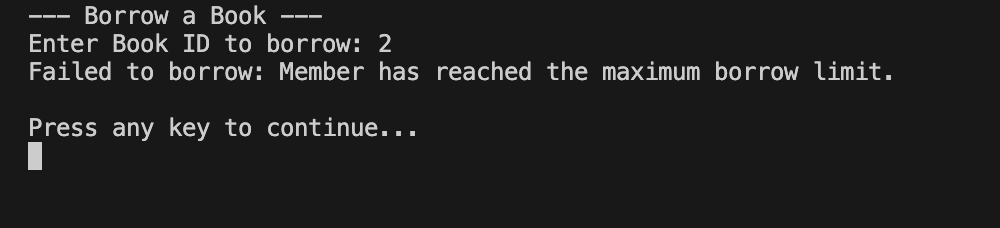 --- Borrow a Book ---
Enter Book ID to borrow: 2
Failed to borrow: Member has reached the maximum borrow limit.
Press any key to continue...